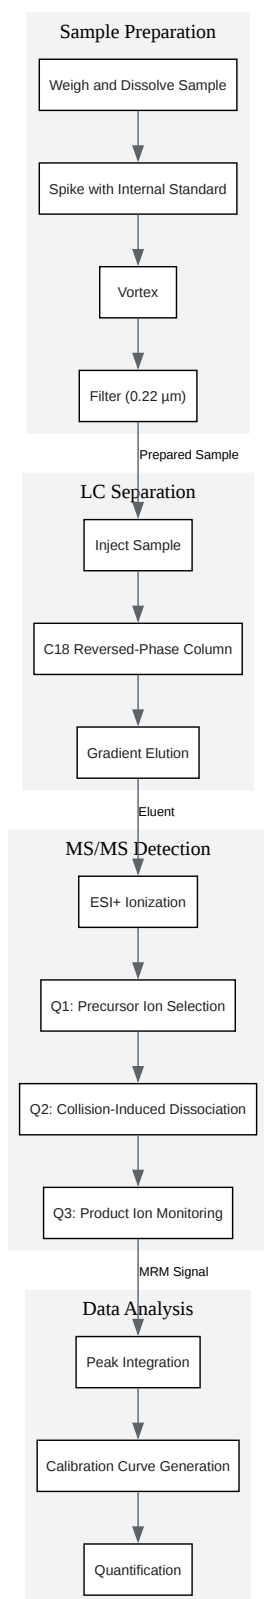 Sample Preparation
Weigh and Dissolve Sample
Spike with Internal Standard
Vortex
Filter (0.22 µm)
Prepared Sample
LC Separation
Inject Sample
C18 Reversed-Phase Column
Gradient Elution
Eluent
MS/MS Detection
ESI+ Ionization
Q1: Precursor Ion Selection
Q2: Collision-Induced Dissociation
Q3: Product Ion Monitoring
MRM Signal
Data Analysis
Peak Integration
Calibration Curve Generation
Quantification